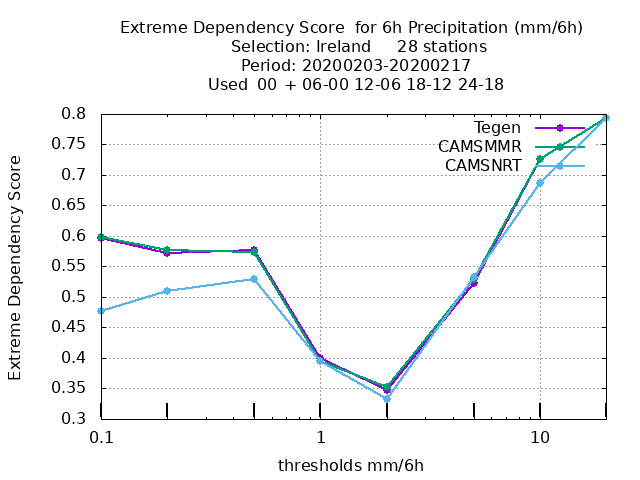 Extreme Dependency Score  for 6h Precipitation (mm/6h)
Selection: Ireland     28 stations
Period: 20200203-20200217
Used  00 + 06-00 12-06 18-12 24-18
Extreme Dependency Score
0.8
0.75
0.7
0.65
0.6
0.55
0.5
0.45
0.4
0.35
0.3
Tegen
CAMSMMR
CAMSNRT
0.1 1 10
thresholds mm/6h